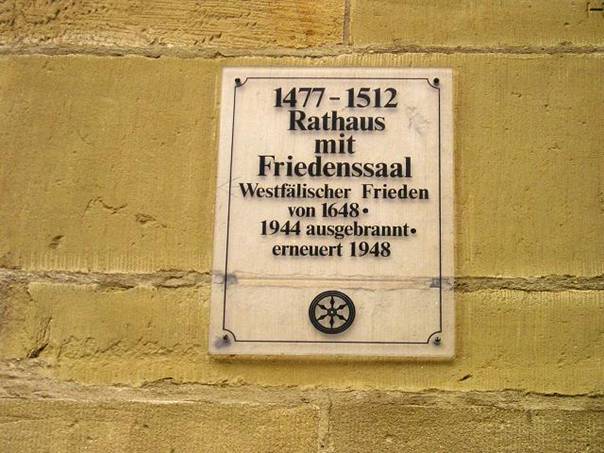 1477-1512
Rathaus
mit
Friedenssaal
Westfälischer Frieden
von 1648•
1944 ausgebrannt•
erneuert 1948